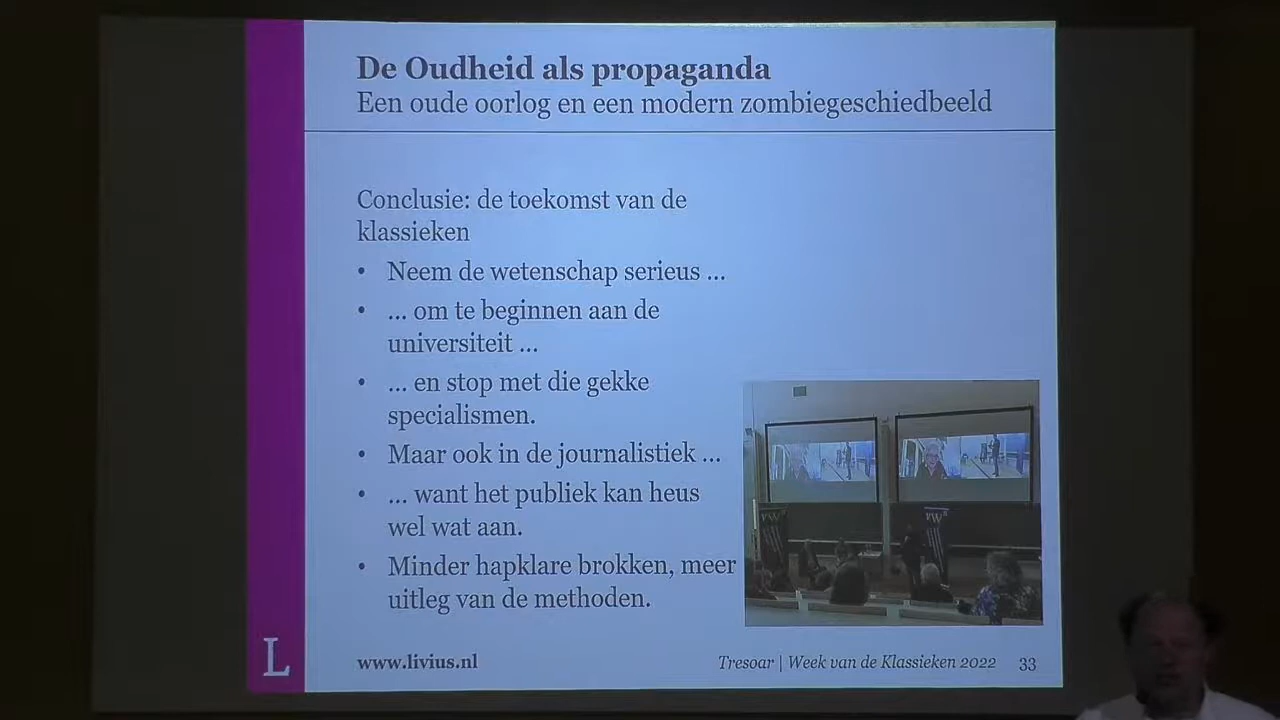 De Oudheid als propaganda
Een oude oorlog en een modern zombiegeschiedbeeld
Conclusie: de toekomst van de
klassieken
• Neem de wetenschap serieus ...
• ... om te beginnen aan de
universiteit ...
• ... en stop met die gekke
specialismen.
• Maar ook in de journalistiek ...
• ... want het publiek kan heus
wel wat aan.
• Minder hapklare brokken, meer
uitleg van de methoden.
L
www.livius.nl
Tresoar | Week van de Klassieken 2022 33